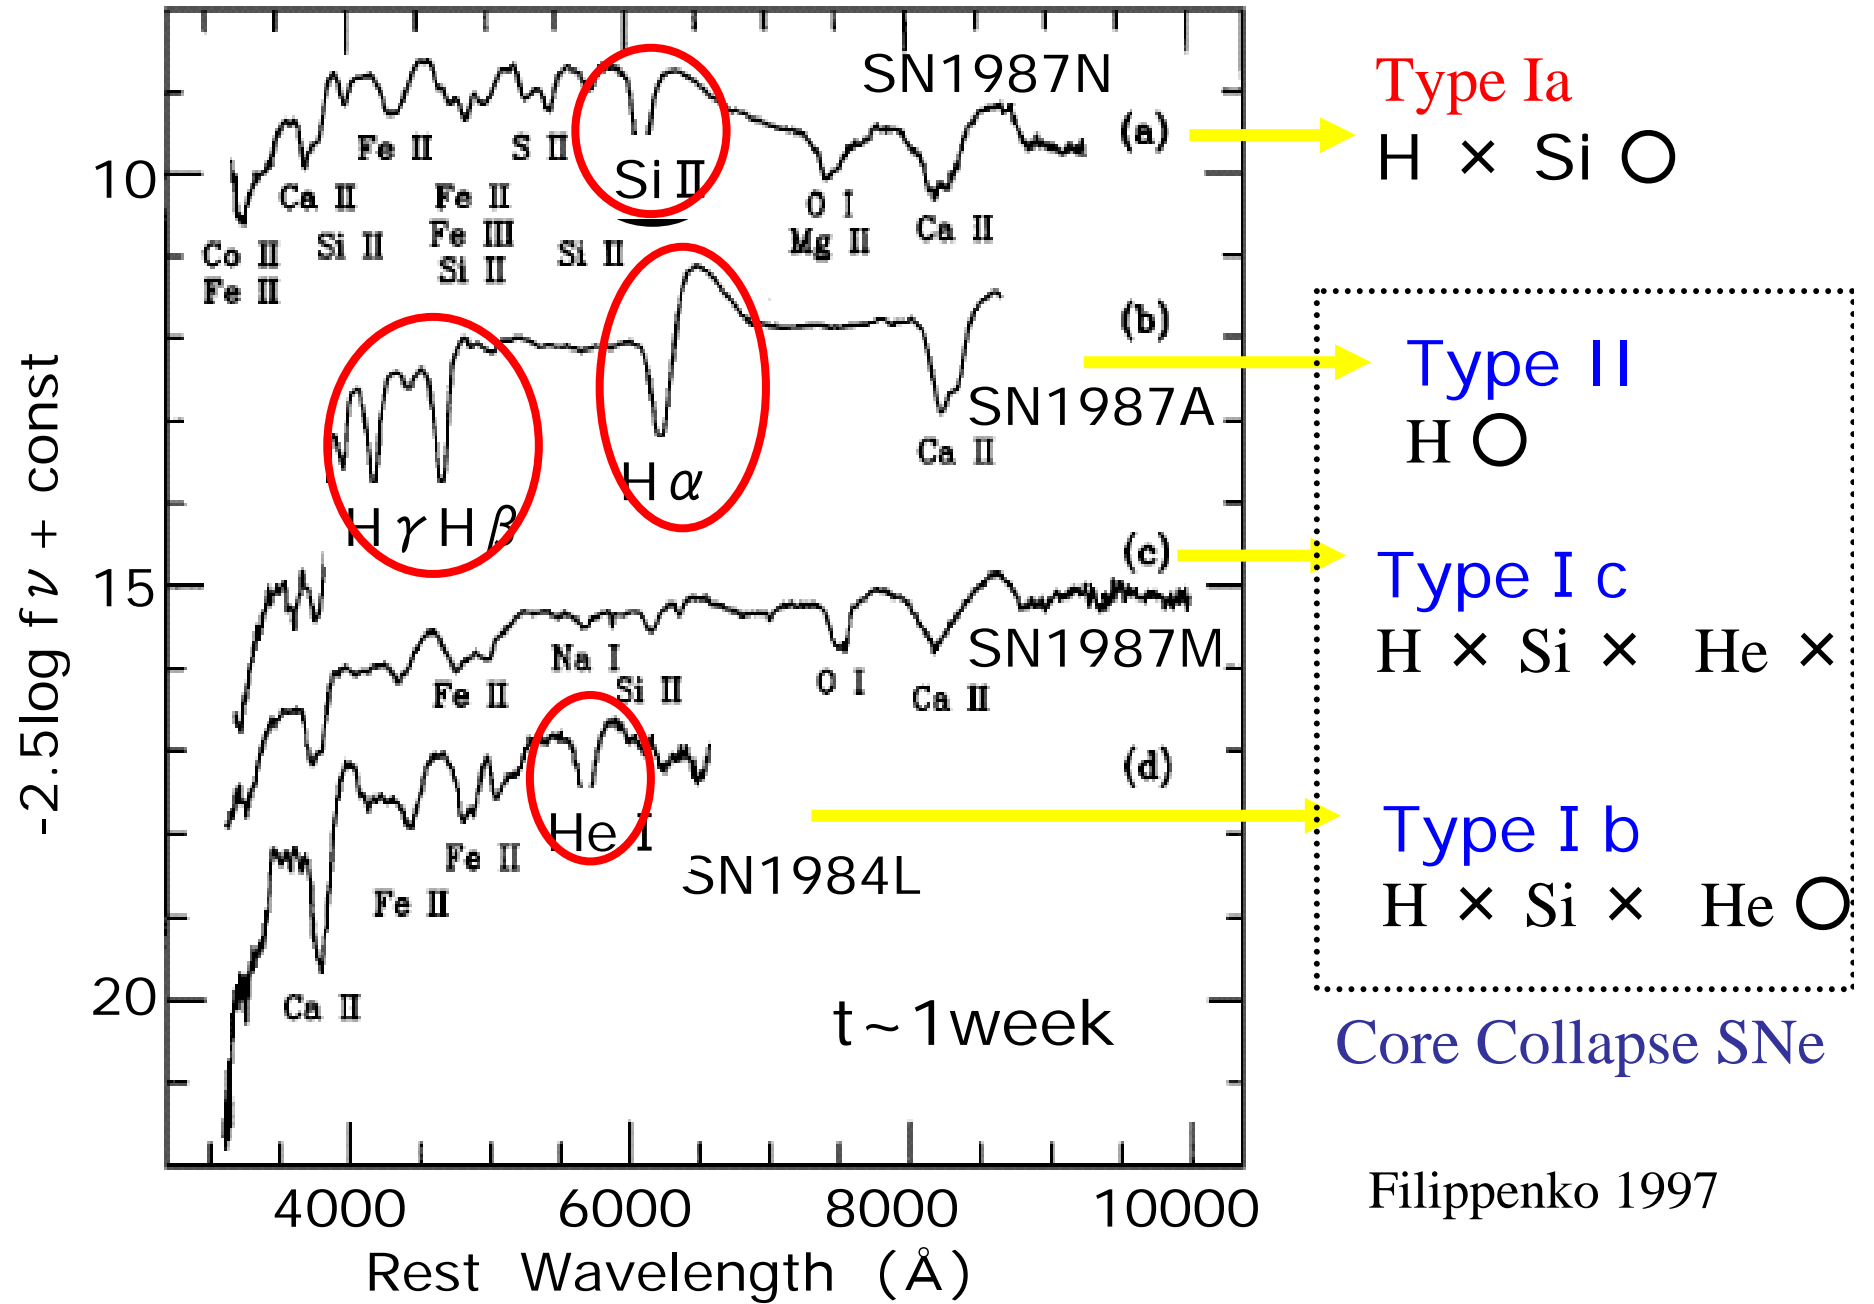 SN1987N
(a)
Fe II
S II
Si II
Ca II
Fe II
Fe III
Si II
Si II
Si II
Co II
Fe II
O I
Mg II
Ca II
(b)
SN1987A
Ca II
Hα
Hγ Hβ
(c)
SN1987M
Na I
Fe II
Si II
O I
Ca II
(d)
He I
SN1984L
Fe II
Fe II
Ca II
t~1week
10
15
20
-2.5log fν + const
4000 6000 8000 10000
Rest Wavelength (Å)
Type Ia
H × Si ○
Type II
H ○
Type Ic
H × Si × He ×
Type Ib
H × Si × He ○
Core Collapse SNe
Filippenko 1997